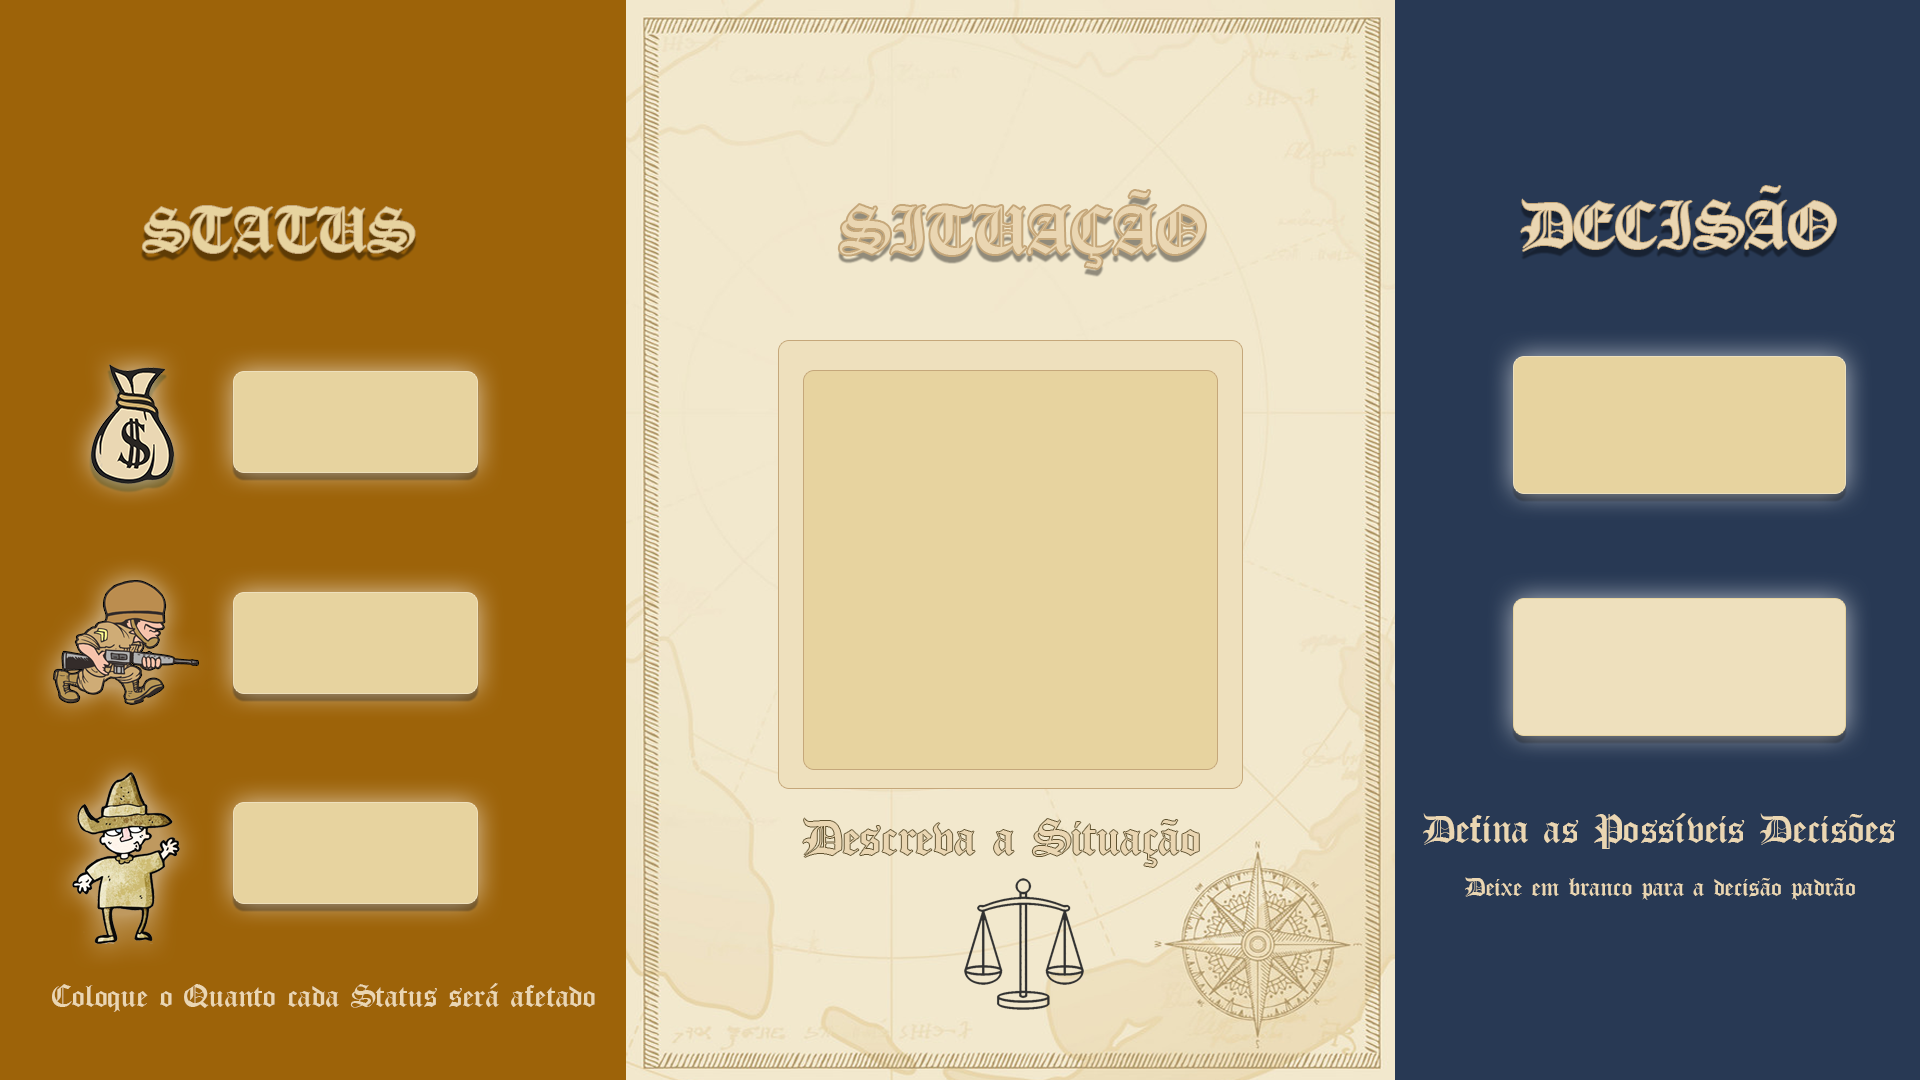 STATUS
$
Coloque o Quanto cada Status será afetado
SITUAÇÃO
Descreva a Situação
N
W
S
DECISÃO
Defina as Possíveis Decisões
Deixe em branco para a decisão padrão